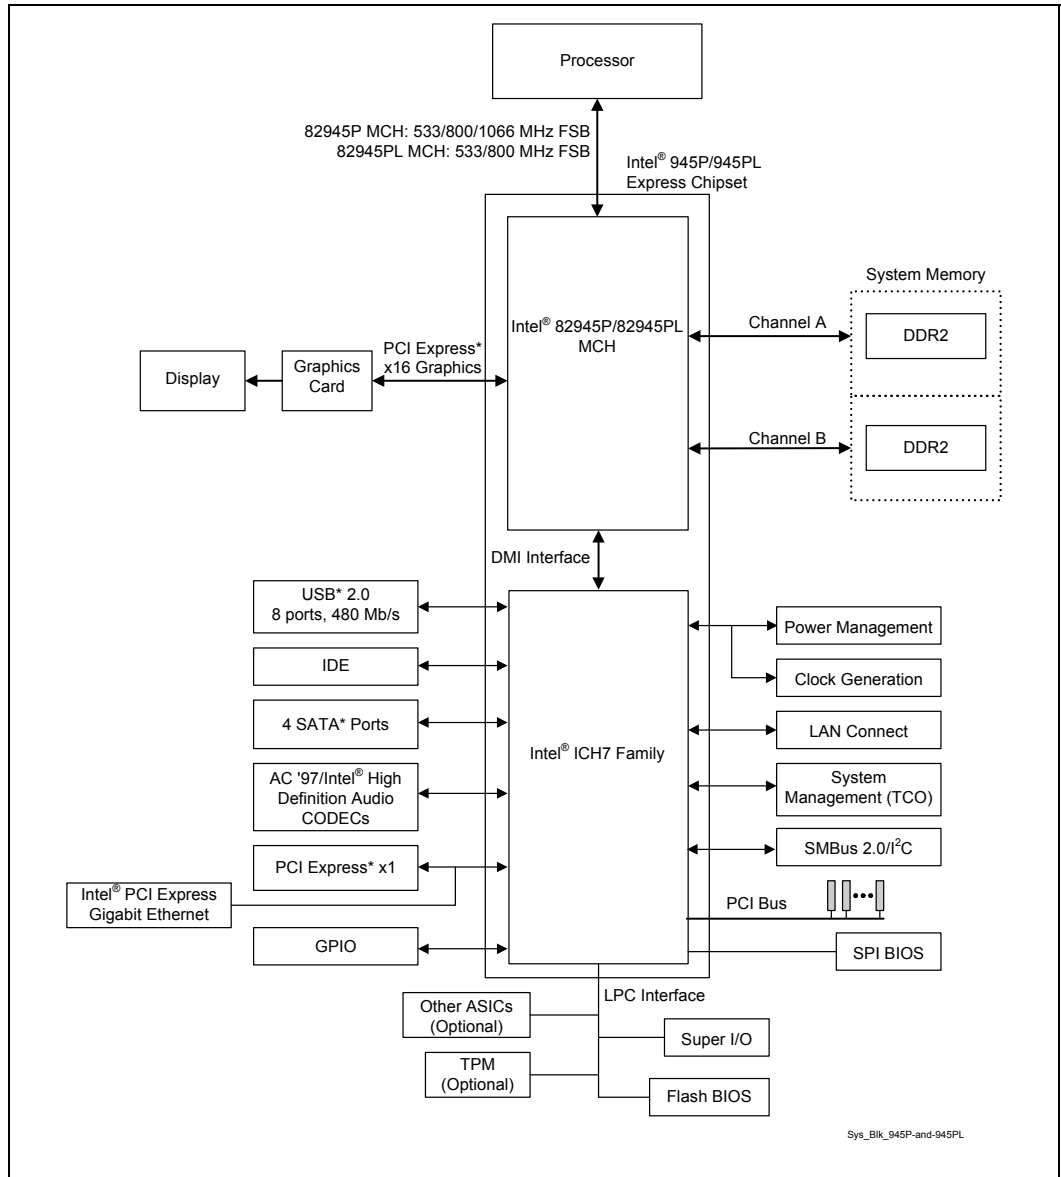 Processor
82945P MCH: 533/800/1066 MHz FSB
82945PL MCH: 533/800 MHz FSB
Intel® 945P/945PL
Express Chipset
System Memory
Intel® 82945P/82945PL
MCH
Channel A
DDR2
PCI Express*
x16 Graphics
Display
Graphics
Card
Channel B
DDR2
DMI Interface
USB* 2.0
8 ports, 480 Mb/s
Power Management
IDE
Clock Generation
4 SATA* Ports
LAN Connect
Intel® ICH7 Family
AC '97/Intel® High
Definition Audio
CODECs
System
Management (TCO)
PCI Express* x1
SMBus 2.0/I²C
Intel® PCI Express
Gigabit Ethernet
PCI Bus
GPIO
SPI BIOS
LPC Interface
Other ASICs
(Optional)
Super I/O
TPM
(Optional)
Flash BIOS
Sys_Blk_945P-and-945PL